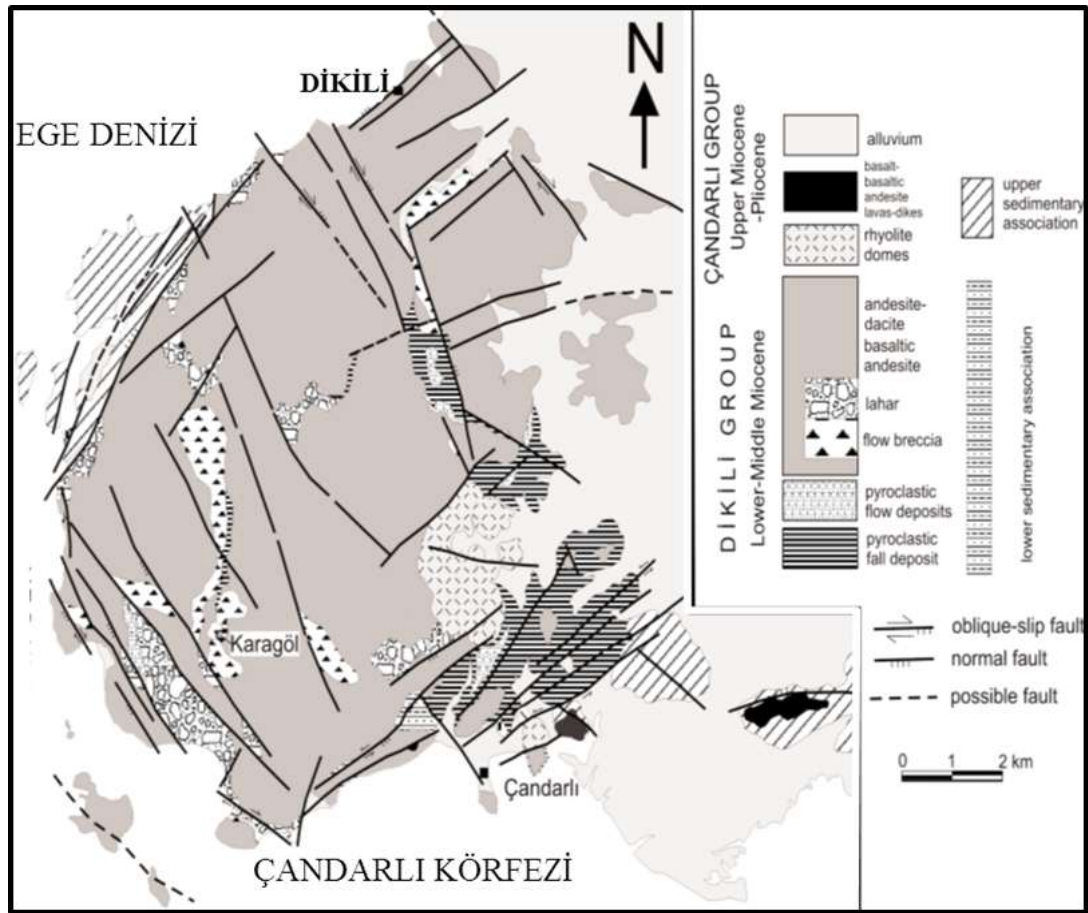 DİKİLİ
EGE DENİZİ
N
Karagöl
Çandarlı
ÇANDARLI KÖRFEZİ
ÇANDARLI GROUP
Upper Miocene
-Pliocene
alluvium
basalt-
basaltic
andesite
lavas-dikes
rhyolite
domes
upper
sedimentary
association
DİKİLİ GROUP
Lower-Middle Miocene
andesite-
dacite
basaltic
andesite
lahar
flow breccia
pyroclastic
flow deposits
pyroclastic
fall deposit
lower sedimentary association
oblique-slip fault
normal fault
possible fault
0 1 2 km